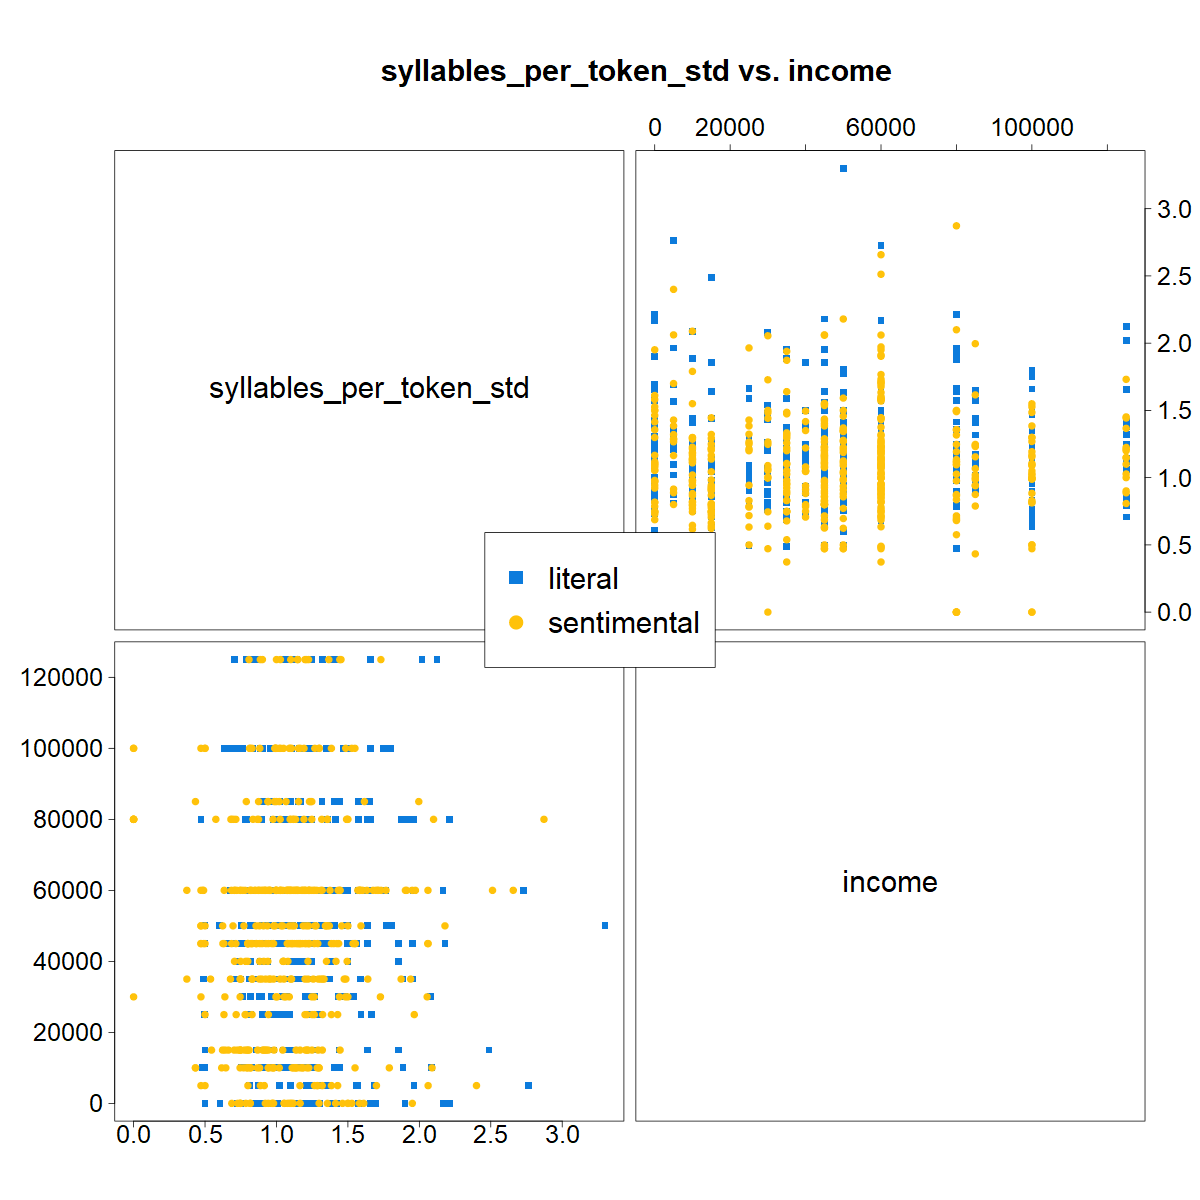 syllables_per_token_std vs. income
0 20000 60000 100000
syllables_per_token_std
3.0
2.5
2.0
1.5
1.0
0.5
0.0
literal
sentimental
120000
100000
80000
60000
40000
20000
0
income
0.0 0.5 1.0 1.5 2.0 2.5 3.0